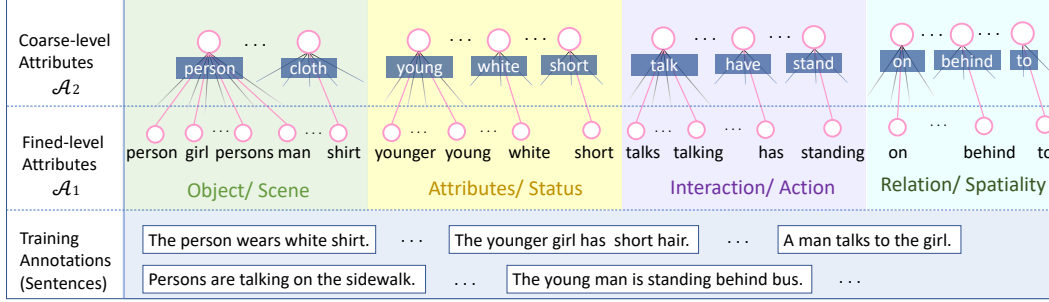 Coarse-level
Attributes
𝒜2
person ... cloth
young ... white ... short
talk ... have ... stand
on ... behind ... to
Fined-level
Attributes
𝒜1
person girl ... persons man ... shirt
younger ... young white ... short
talks ... talking has ... standing
on ... behind to
Object/ Scene
Attributes/ Status
Interaction/ Action
Relation/ Spatiality
Training
Annotations
(Sentences)
The person wears white shirt. ... The younger girl has short hair. ... A man talks to the girl.
Persons are talking on the sidewalk. ... The young man is standing behind bus. ...